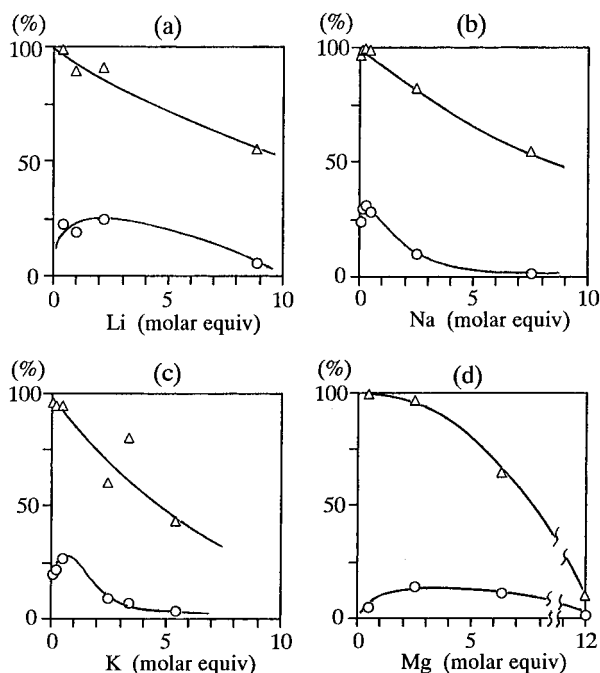 (%) (a) (%) (b)
100 100
50 50
0 0
0 5 10 0 5 10
Li (molar equiv) Na (molar equiv)
(%) (c) (%) (d)
100 100
50 50
0 0
0 5 10 0 5 12
K (molar equiv) Mg (molar equiv)